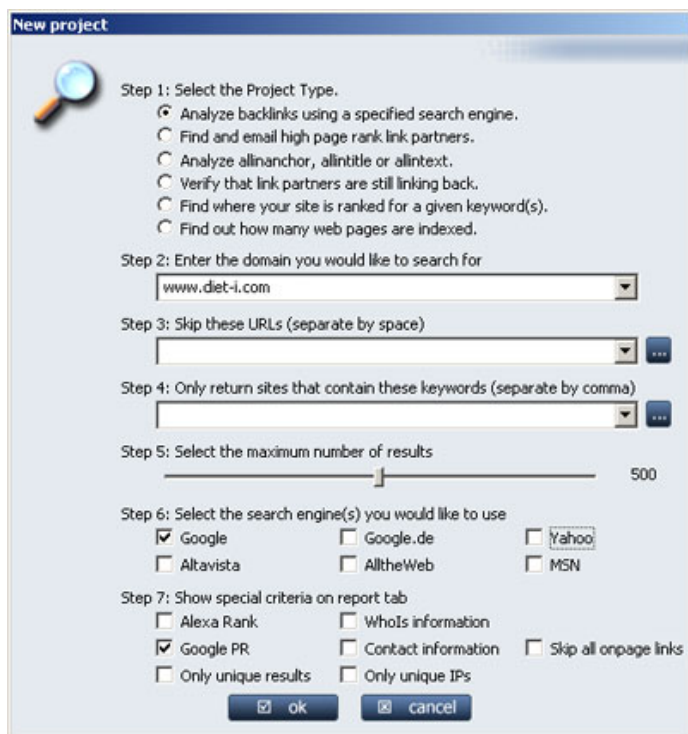 New project
Step 1: Select the Project Type.
Analyze backlinks using a specified search engine.
Find and email high page rank link partners.
Analyze allinanchor, allintitle or allintext.
Verify that link partners are still linking back.
Find where your site is ranked for a given keyword(s).
Find out how many web pages are indexed.
Step 2: Enter the domain you would like to search for
www.diet-i.com
Step 3: Skip these URLs (separate by space)
...
Step 4: Only return sites that contain these keywords (separate by comma)
...
Step 5: Select the maximum number of results
500
Step 6: Select the search engine(s) you would like to use
Google Google.de Yahoo
Altavista AlltheWeb MSN
Step 7: Show special criteria on report tab
Alexa Rank WhoIs information
Google PR Contact information Skip all onpage links
Only unique results Only unique IPs
ok cancel